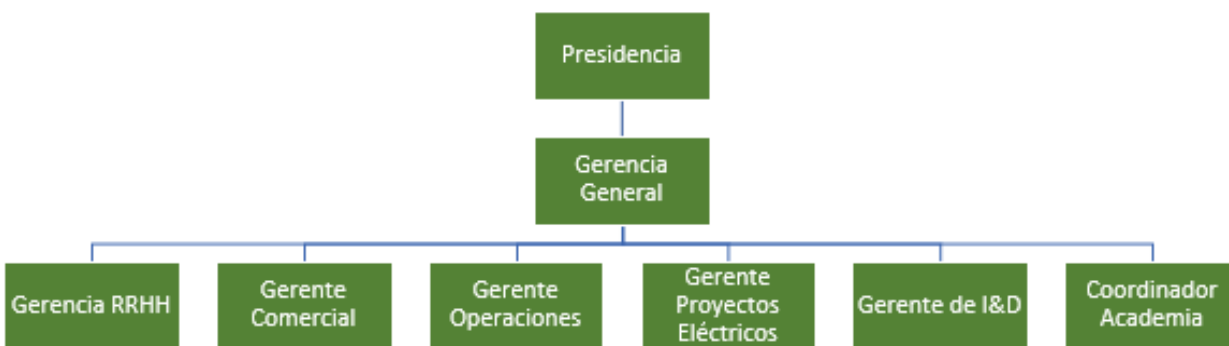 Presidencia
Gerencia
General
Gerencia RRHH
Gerente
Comercial
Gerente
Operaciones
Gerente
Proyectos
Eléctricos
Gerente de I&D
Coordinador
Academia